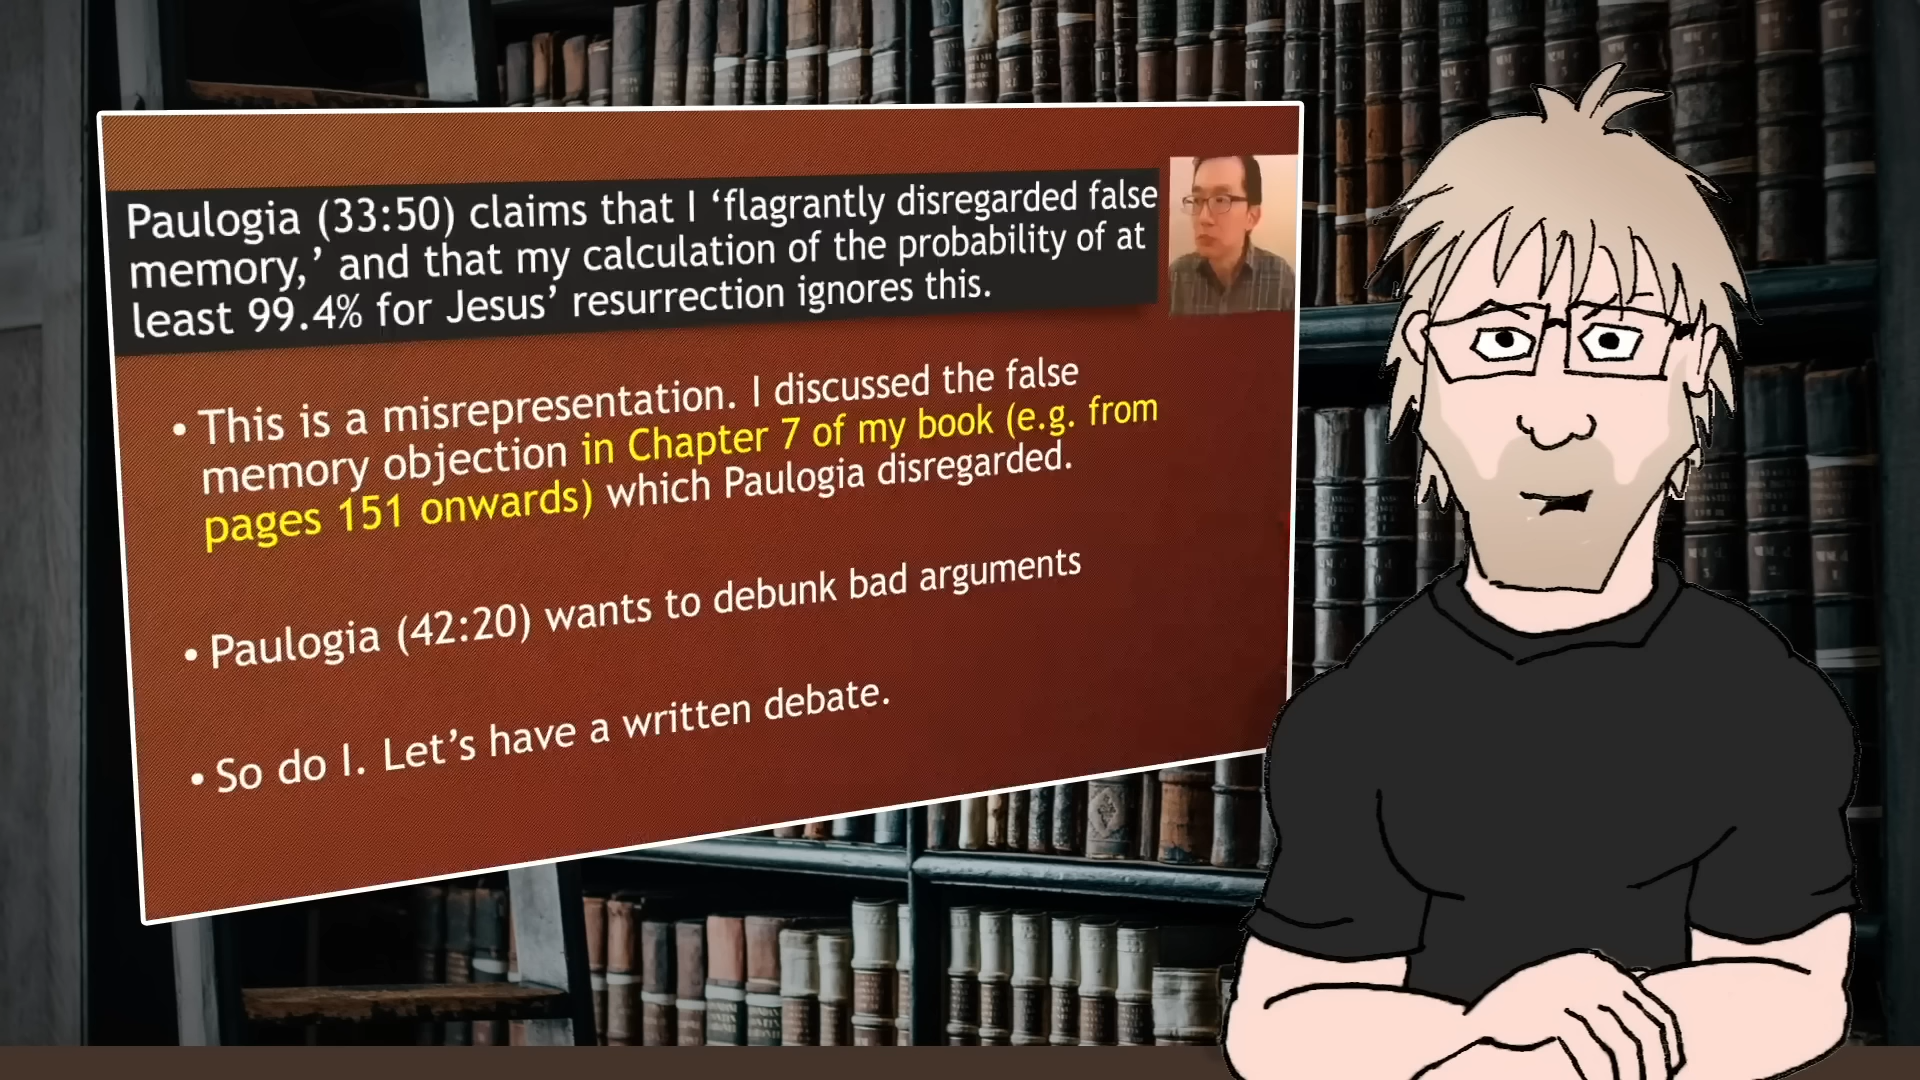 Paulogia (33:50) claims that I ‘flagrantly disregarded false
memory,’ and that my calculation of the probability of at
least 99.4% for Jesus’ resurrection ignores this.
• This is a misrepresentation. I discussed the false
memory objection in Chapter 7 of my book (e.g. from
pages 151 onwards) which Paulogia disregarded.
• Paulogia (42:20) wants to debunk bad arguments
• So do I. Let’s have a written debate.